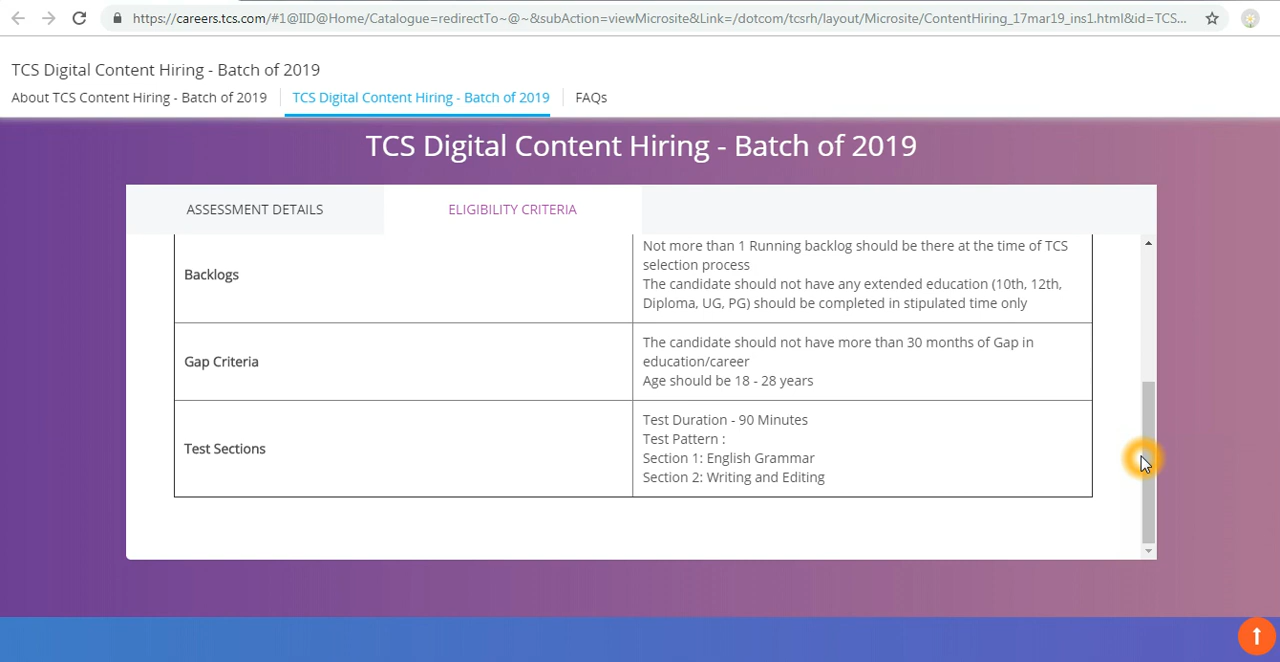 https://careers.tcs.com/#1@IID@Home/Catalogue=redirectTo~@~&subAction=viewMicrosite&Link=/dotcom/tcsrh/layout/Microsite/ContentHiring_17mar19_ins1.html&id=TCS...
TCS Digital Content Hiring - Batch of 2019
About TCS Content Hiring - Batch of 2019
TCS Digital Content Hiring - Batch of 2019
FAQs
TCS Digital Content Hiring - Batch of 2019
ASSESSMENT DETAILS
ELIGIBILITY CRITERIA
Backlogs
Not more than 1 Running backlog should be there at the time of TCS
selection process
The candidate should not have any extended education (10th, 12th,
Diploma, UG, PG) should be completed in stipulated time only
Gap Criteria
The candidate should not have more than 30 months of Gap in
education/career
Age should be 18 - 28 years
Test Sections
Test Duration - 90 Minutes
Test Pattern :
Section 1: English Grammar
Section 2: Writing and Editing